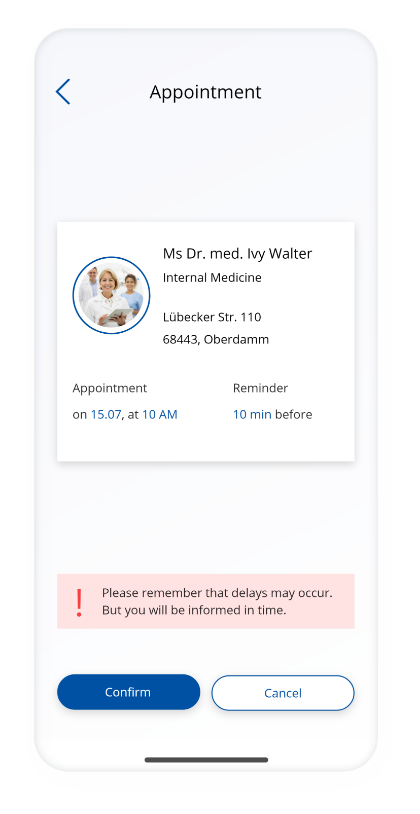 Appointment
Ms Dr. med. Ivy Walter
Internal Medicine
Lübecker Str. 110
68443, Oberdamm
Appointment
on 15.07, at 10 AM
Reminder
10 min before
Please remember that delays may occur.
But you will be informed in time.
Confirm
Cancel